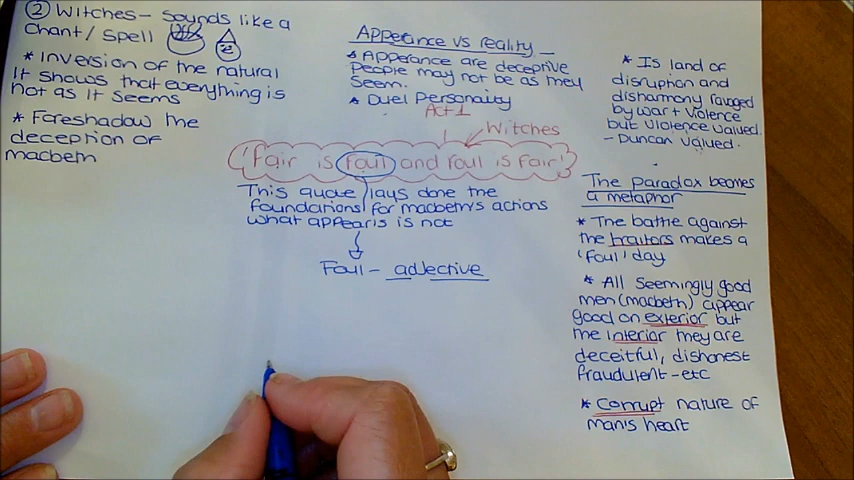 ② Witches - sounds like a
chant / spell
* Inversion of the natural
It shows that everything is
not as it seems
* Foreshadow the
deception of
macbeth
Apperance vs reality
* Apperance are deceptive
people may not be as they
seem.
* Duel Personality
Act 1
Witches
'Fair is foul and foul is fair!'
This quote lays done the
foundations for macbeth's actions
what appears is not
Foul - adjective
* Is land of
disruption and
disharmony ravaged
by war + violence
but violence valued.
- Duncan valued.
The paradox becomes
a metaphor
* The battle against
the traitors makes a
'foul' day
* All seemingly good
men (macbeth) appear
good on exterior but
the interior they are
deceitful, dishonest
fraudulent - etc
* Corrupt nature of
man's heart